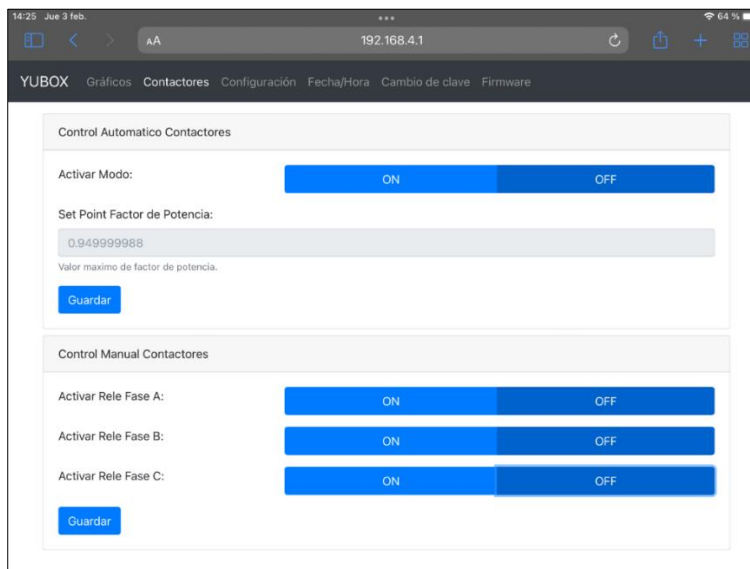 14:25 Jue 3 feb.
64 %
AA
192.168.4.1
YUBOX Gráficos Contactores Configuración Fecha/Hora Cambio de clave Firmware
Control Automatico Contactores
Activar Modo: ON OFF
Set Point Factor de Potencia:
0.949999988
Valor maximo de factor de potencia.
Guardar
Control Manual Contactores
Activar Rele Fase A: ON OFF
Activar Rele Fase B: ON OFF
Activar Rele Fase C: ON OFF
Guardar